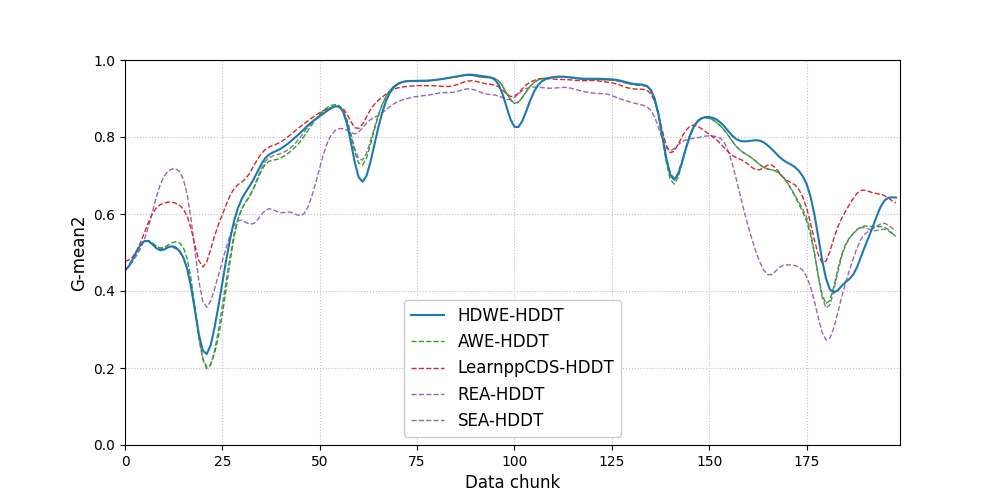 1.0
0.8
0.6
0.4
0.2
0.0
G-mean2
0 25 50 75 100 125 150 175
Data chunk
HDWE-HDDT
AWE-HDDT
LearnppCDS-HDDT
REA-HDDT
SEA-HDDT